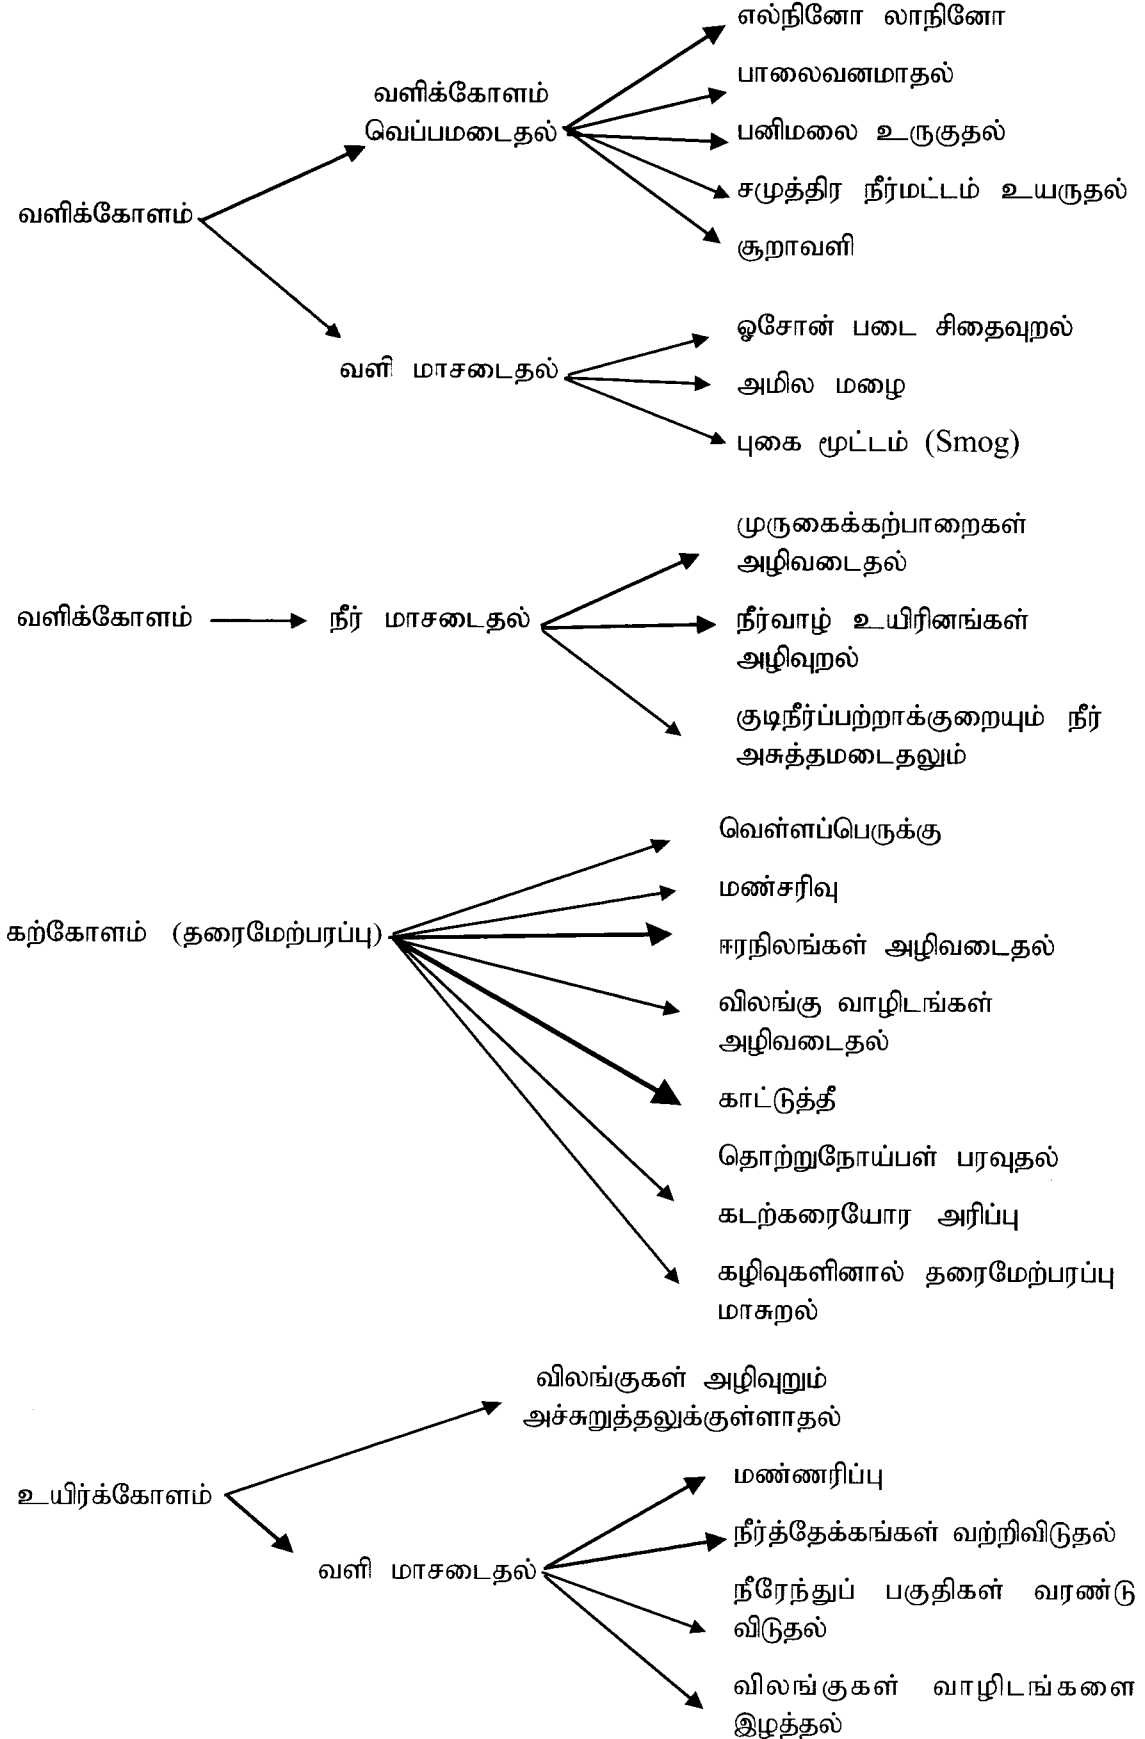 எல்நினோ லாநினோ
பாலைவனமாதல்
வளிக்கோளம்
வெப்பமடைதல்
பனிமலை உருகுதல்
சமுத்திர நீர்மட்டம் உயருதல்
வளிக்கோளம்
சூறாவளி
ஓசோன் படை சிதைவுறல்
வளி மாசடைதல்
அமில மழை
புகை மூட்டம் (Smog)
முருகைக்கற்பாறைகள்
அழிவடைதல்
வளிக்கோளம்
நீர் மாசடைதல்
நீர்வாழ் உயிரினங்கள்
அழிவுறல்
குடிநீர்ப்பற்றாக்குறையும் நீர்
அசுத்தமடைதலும்
வெள்ளப்பெருக்கு
மண்சரிவு
கற்கோளம் (தரைமேற்பரப்பு)
ஈரநிலங்கள் அழிவடைதல்
விலங்கு வாழிடங்கள்
அழிவடைதல்
காட்டுத்தீ
தொற்றுநோய்பள் பரவுதல்
கடற்கரையோர அரிப்பு
கழிவுகளினால் தரைமேற்பரப்பு
மாசுறல்
விலங்குகள் அழிவுறும்
அச்சுறுத்தலுக்குள்ளாதல்
உயிர்க்கோளம்
மண்ணரிப்பு
நீர்த்தேக்கங்கள் வற்றிவிடுதல்
வளி மாசடைதல்
நீரேந்துப் பகுதிகள் வரண்டு
விடுதல்
விலங்குகள் வாழிடங்களை
இழத்தல்